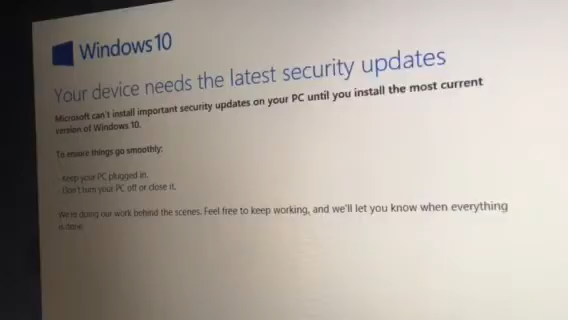 Windows 10
Your device needs the latest security updates
Microsoft can't install important security updates on your PC until you install the most current
version of Windows 10.
To ensure things go smoothly:
- Keep your PC plugged in.
- Don't turn your PC off or close it.
We're doing our work behind the scenes. Feel free to keep working, and we'll let you know when everything
is done.